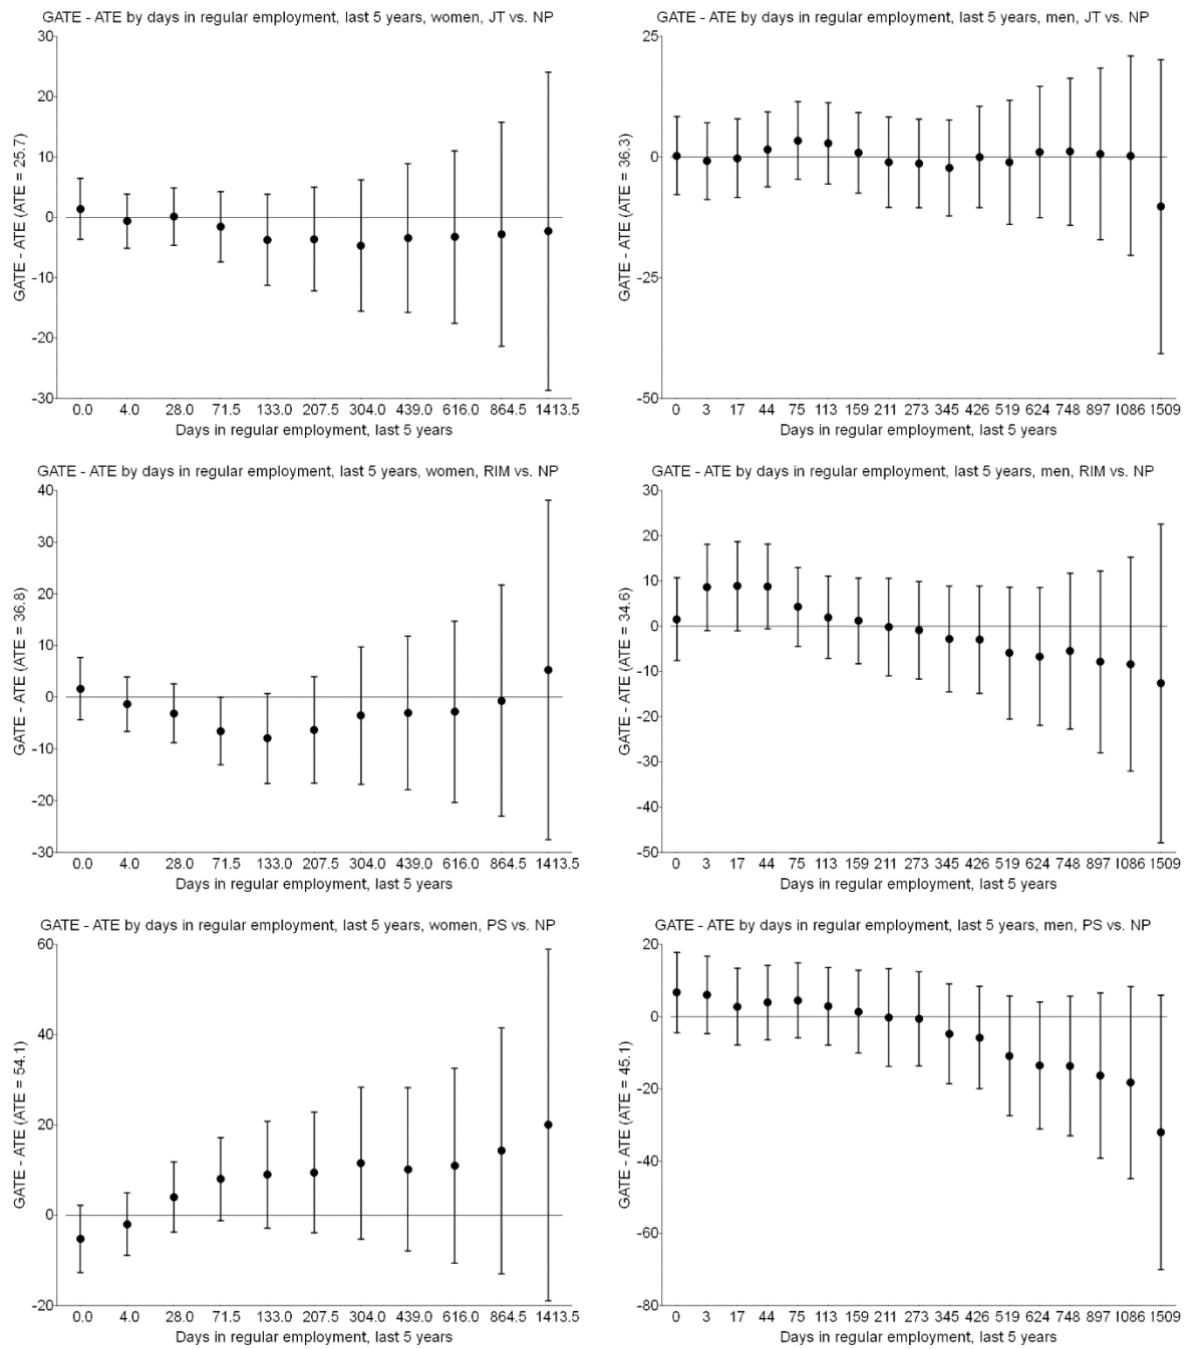 GATE - ATE by days in regular employment, last 5 years, women, JT vs. NP
30
20
10
0
-10
-20
-30
GATE - ATE (ATE = 25.7)
0.0 4.0 28.0 71.5 133.0 207.5 304.0 439.0 616.0 864.5 1413.5
Days in regular employment, last 5 years
GATE - ATE by days in regular employment, last 5 years, men, JT vs. NP
25
0
-25
-50
GATE - ATE (ATE = 36.3)
0 3 17 44 75 113 159 211 273 345 426 519 624 748 897 1086 1509
Days in regular employment, last 5 years
GATE - ATE by days in regular employment, last 5 years, women, RIM vs. NP
40
30
20
10
0
-10
-20
-30
GATE - ATE (ATE = 36.8)
0.0 4.0 28.0 71.5 133.0 207.5 304.0 439.0 616.0 864.5 1413.5
Days in regular employment, last 5 years
GATE - ATE by days in regular employment, last 5 years, men, RIM vs. NP
30
20
10
0
-10
-20
-30
-40
-50
GATE - ATE (ATE = 34.6)
0 3 17 44 75 113 159 211 273 345 426 519 624 748 897 1086 1509
Days in regular employment, last 5 years
GATE - ATE by days in regular employment, last 5 years, women, PS vs. NP
60
40
20
0
-20
GATE - ATE (ATE = 54.1)
0.0 4.0 28.0 71.5 133.0 207.5 304.0 439.0 616.0 864.5 1413.5
Days in regular employment, last 5 years
GATE - ATE by days in regular employment, last 5 years, men, PS vs. NP
20
0
-20
-40
-60
-80
GATE - ATE (ATE = 45.1)
0 3 17 44 75 113 159 211 273 345 426 519 624 748 897 1086 1509
Days in regular employment, last 5 years